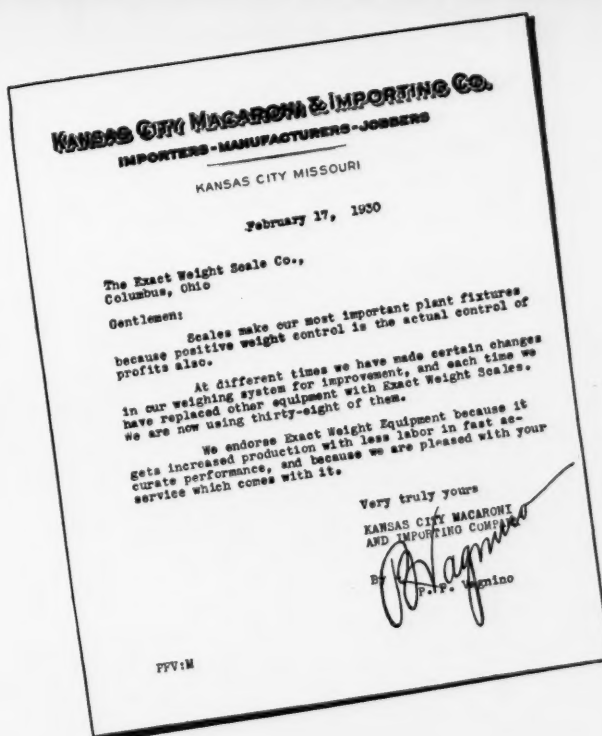 KANSAS CITY MACARONI & IMPORTING CO.
IMPORTERS-MANUFACTURERS-JOBBERS
KANSAS CITY MISSOURI
February 17, 1930
The Exact Weight Scale Co.,
Columbus, Ohio
Gentlemen:
Scales make our most important plant fixtures
because positive weight control is the actual control of
profits also.
At different times we have made certain changes
in our weighing system for improvement, and each time we
have replaced other equipment with Exact Weight Scales.
We are now using thirty-eight of them.
We endorse Exact Weight Equipment because it
gets increased production with less labor in fast ac-
curate performance, and because we are pleased with your
service which comes with it.
Very truly yours
KANSAS CITY MACARONI
AND IMPORTING COMPANY
By
P. F. Vagnino
PFV:M